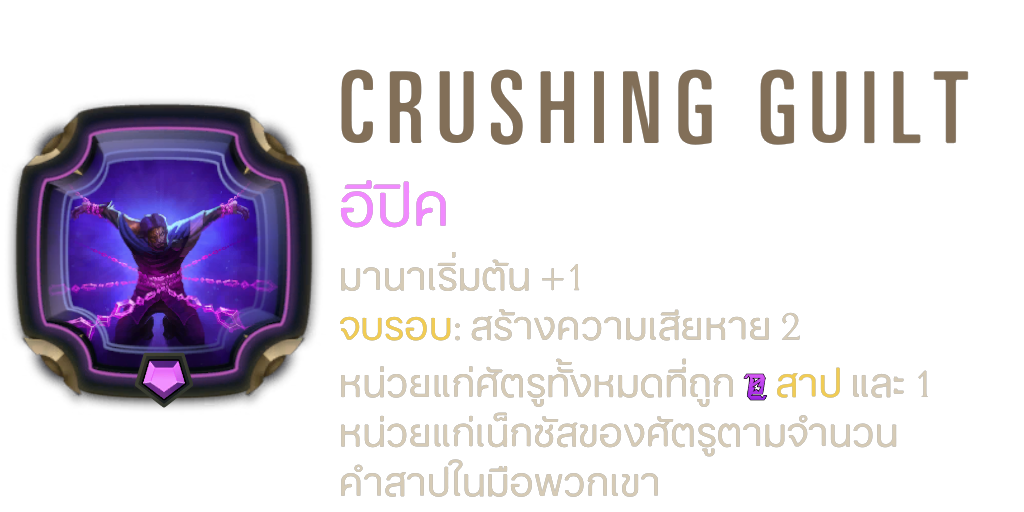 CRUSHING GUILT
อีปิค
มานาเริ่มต้น +1
จบรอบ: สร้างความเสียหาย 2
หน่วยแก่ศัตรูทั้งหมดที่ถูก สาป และ 1
หน่วยแก่เน็กซัสของศัตรูตามจำนวน
คำสาปในมือพวกเขา